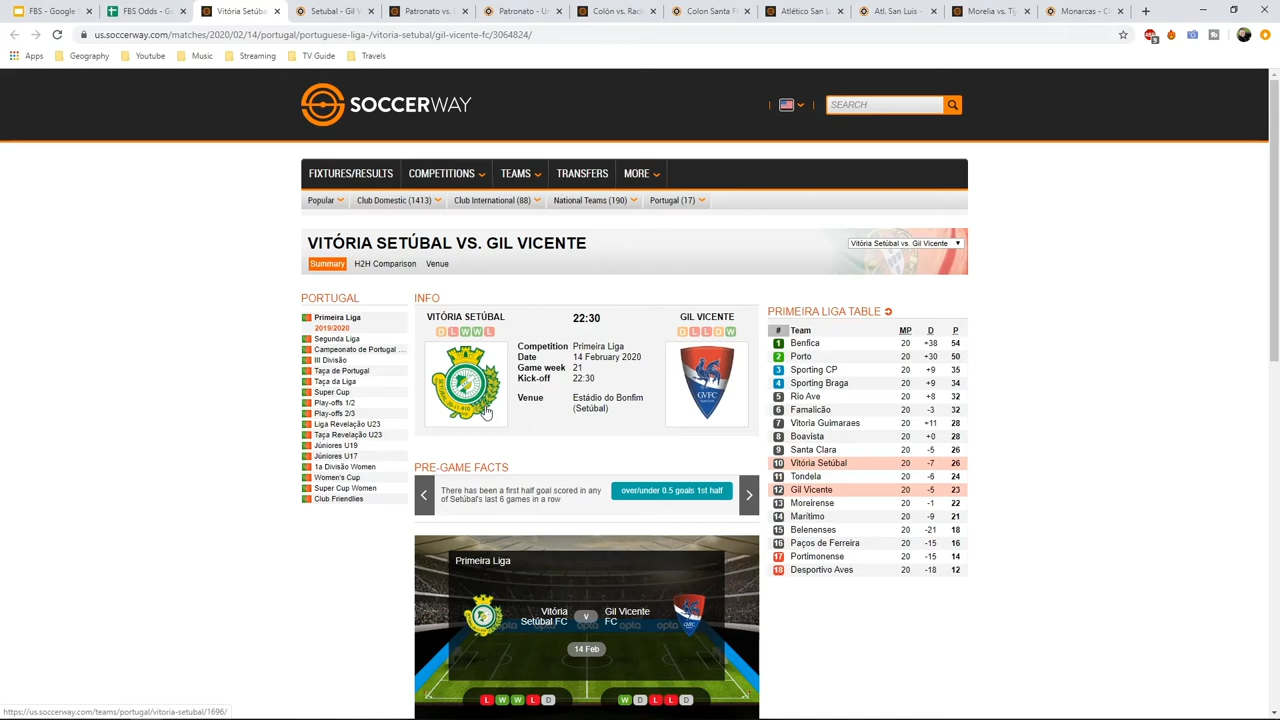 FBS - Google S
FBS Odds - Go
Vitória Setúba
Setubal - Gil V
Patronato vs. 
Patronato - U
Colón vs. Rac
Colon Santa F
Atlético San L
Atl. San Luis -
Morelia vs. Tij
Monarcas - C
us.soccerway.com/matches/2020/02/14/portugal/portuguese-liga-/vitoria-setubal/gil-vicente-fc/3064824/
Apps Geography Youtube Music Streaming TV Guide Travels
SOCCERWAY
SEARCH
FIXTURES/RESULTS COMPETITIONS TEAMS TRANSFERS MORE
Popular Club Domestic (1413) Club International (88) National Teams (190) Portugal (17)
VITÓRIA SETÚBAL VS. GIL VICENTE
Vitória Setúbal vs. Gil Vicente
Summary H2H Comparison Venue
PORTUGAL
Primeira Liga
2019/2020
Segunda Liga
Campeonato de Portugal ...
III Divisão
Taça de Portugal
Taça da Liga
Super Cup
Play-offs 1/2
Play-offs 2/3
Liga Revelação U23
Taça Revelação U23
Júniores U19
Júniores U17
1a Divisão Women
Women's Cup
Super Cup Women
Club Friendlies
INFO
VITÓRIA SETÚBAL 22:30 GIL VICENTE
D L W W L
D L L D W
Competition Primeira Liga
Date 14 February 2020
Game week 21
Kick-off 22:30
Venue Estádio do Bonfim
(Setúbal)
GVFC
PRE-GAME FACTS
There has been a first half goal scored in any
of Setúbal's last 6 games in a row
over/under 0.5 goals 1st half
Primeira Liga
Vitória
Setúbal FC
V
Gil Vicente
FC
opta opta opta opta
14 Feb
L W W L D
W D L L D
PRIMEIRA LIGA TABLE
# Team MP D P
1 Benfica 20 +38 54
2 Porto 20 +30 50
3 Sporting CP 20 +9 35
4 Sporting Braga 20 +9 34
5 Rio Ave 20 +8 32
6 Famalicão 20 -3 32
7 Vitoria Guimaraes 20 +11 28
8 Boavista 20 +0 28
9 Santa Clara 20 -5 26
10 Vitória Setúbal 20 -7 26
11 Tondela 20 -6 24
12 Gil Vicente 20 -5 23
13 Moreirense 20 -1 22
14 Marítimo 20 -9 21
15 Belenenses 20 -21 18
16 Paços de Ferreira 20 -15 16
17 Portimonense 20 -15 14
18 Desportivo Aves 20 -18 12
https://us.soccerway.com/teams/portugal/vitoria-setubal/1696/